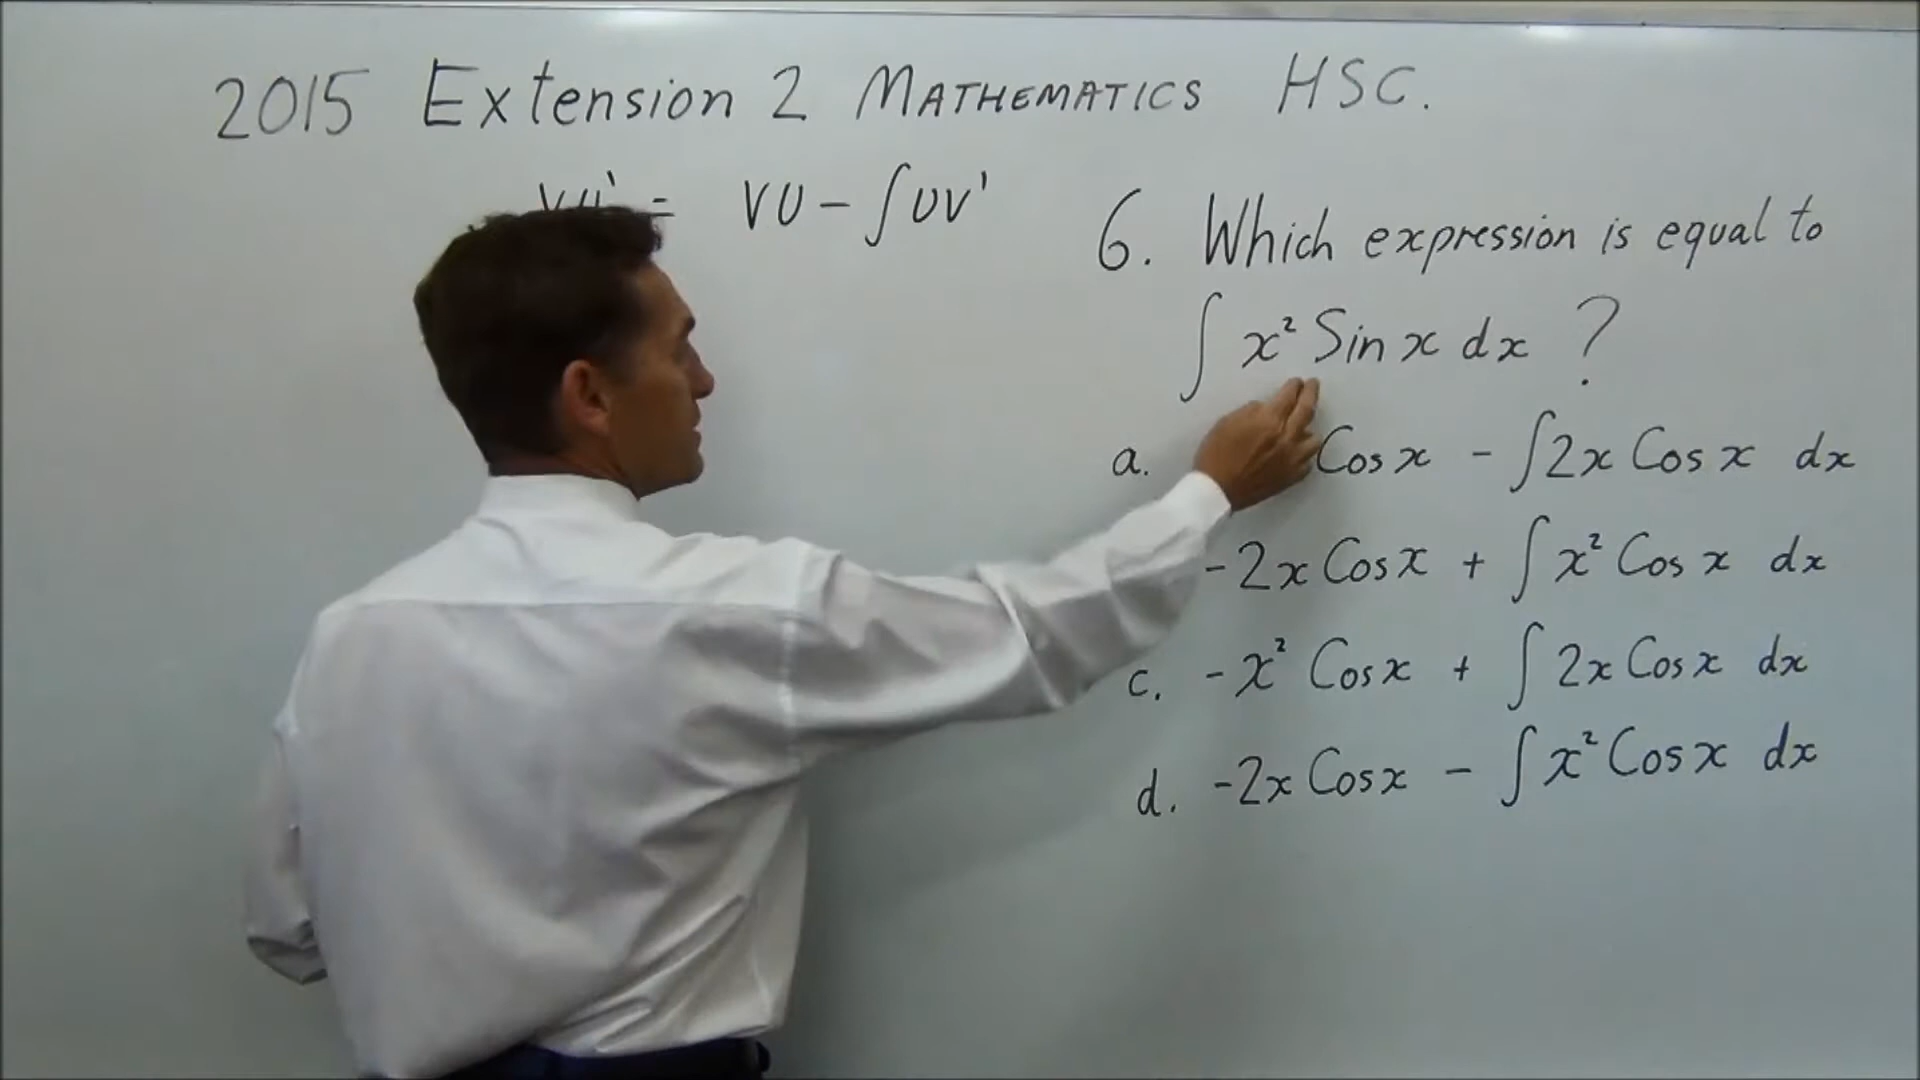 2015 Extension 2 MATHEMATICS HSC.
= VU - ∫UV'
6. Which expression is equal to
∫ x² Sin x dx ?
a. Cos x - ∫2x Cos x dx
-2x Cos x + ∫ x² Cos x dx
c. -x² Cos x + ∫ 2x Cos x dx
d. -2x Cos x - ∫ x² Cos x dx